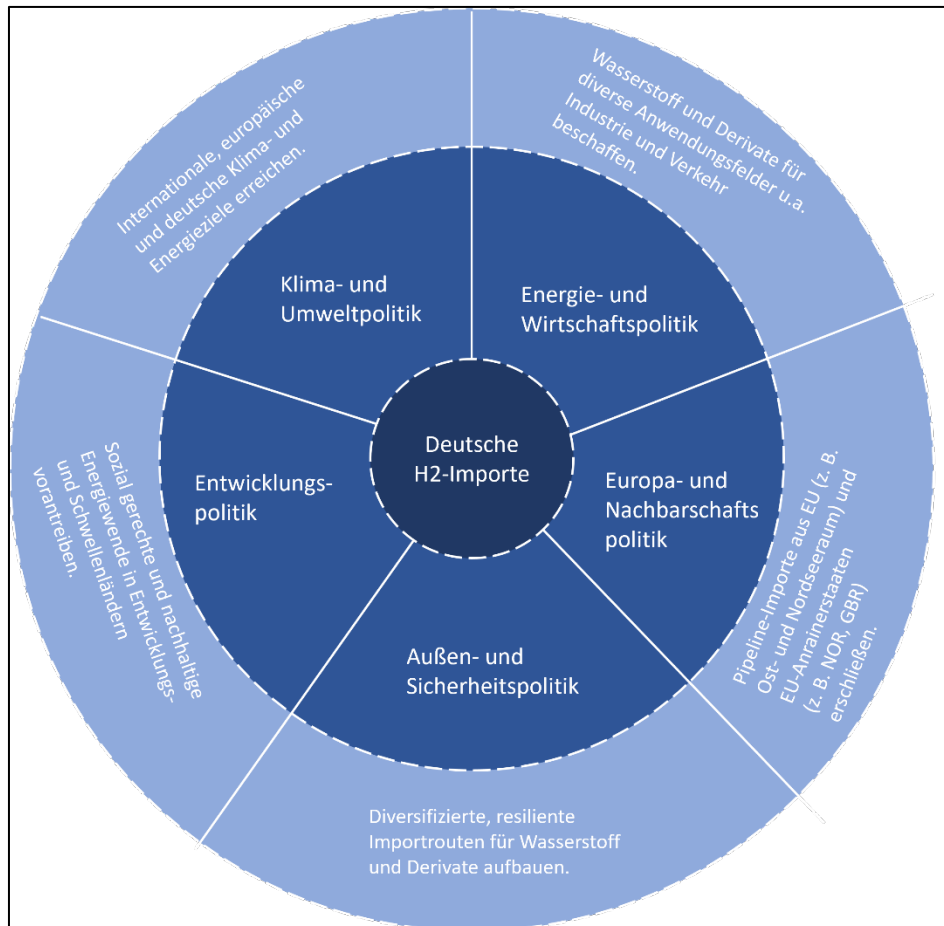 Internationale, europäische
und deutsche Klima- und
Energieziele erreichen.
Wasserstoff und Derivate für
diverse Anwendungsfelder u.a.
Industrie und Verkehr
beschaffen.
Klima- und
Umweltpolitik
Energie- und
Wirtschaftspolitik
Deutsche
H2-Importe
Entwicklungs-
politik
Europa- und
Nachbarschafts
politik
Außen- und
Sicherheitspolitik
Sozial gerechte und nachhaltige
Energiewende in Entwicklungs-
und Schwellenländern
vorantreiben.
Pipeline-Importe aus EU (z. B.
Ost- und Nordseeraum) und
EU-Anrainerstaaten
(z. B. NOR, GBR)
erschließen.
Diversifizierte, resiliente
Importrouten für Wasserstoff
und Derivate aufbauen.